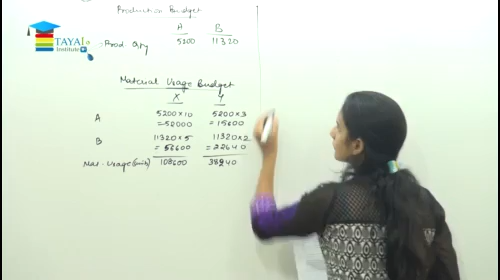 Production Budget
A B
Prod. Qty 5200 11320
TAYAL
Institute
Material Usage Budget
X Y
A 5200×10 5200×3
=52000 =15600
B 11320×5 11320×2
=56600 =22640
Mat. Usage (units) 108600 38240